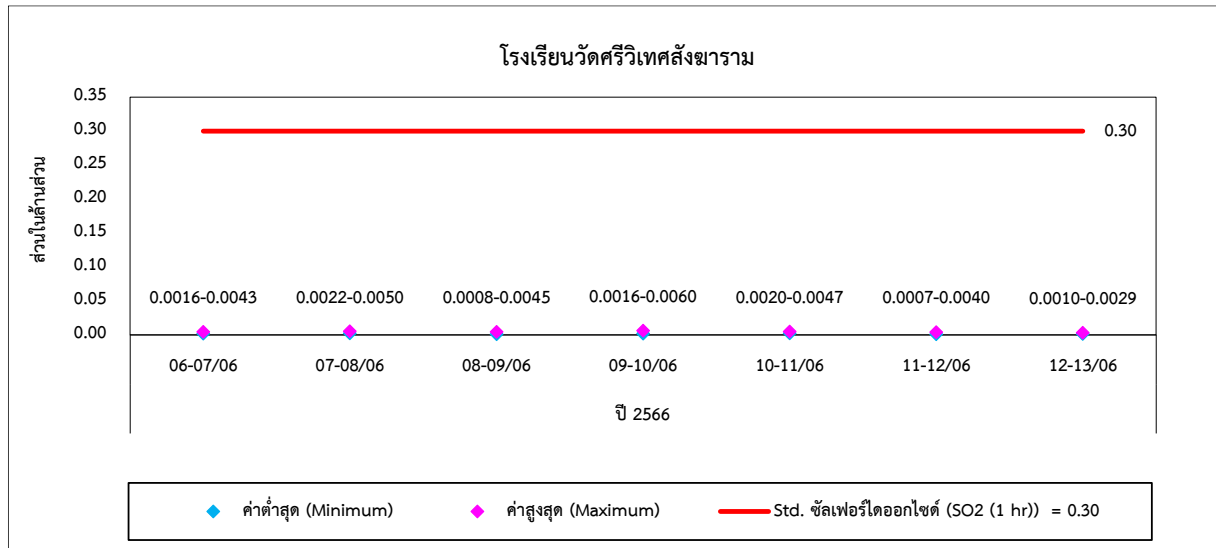 โรงเรียนวัดศรีวิเทศสังฆาราม
ส่วนในล้านส่วน
0.35
0.30
0.25
0.20
0.15
0.10
0.05
0.00
0.30
0.0016-0.0043 0.0022-0.0050 0.0008-0.0045 0.0016-0.0060 0.0020-0.0047 0.0007-0.0040 0.0010-0.0029
06-07/06 07-08/06 08-09/06 09-10/06 10-11/06 11-12/06 12-13/06
ปี 2566
ค่าต่ำสุด (Minimum) ค่าสูงสุด (Maximum) Std. ซัลเฟอร์ไดออกไซด์ (SO2 (1 hr)) = 0.30